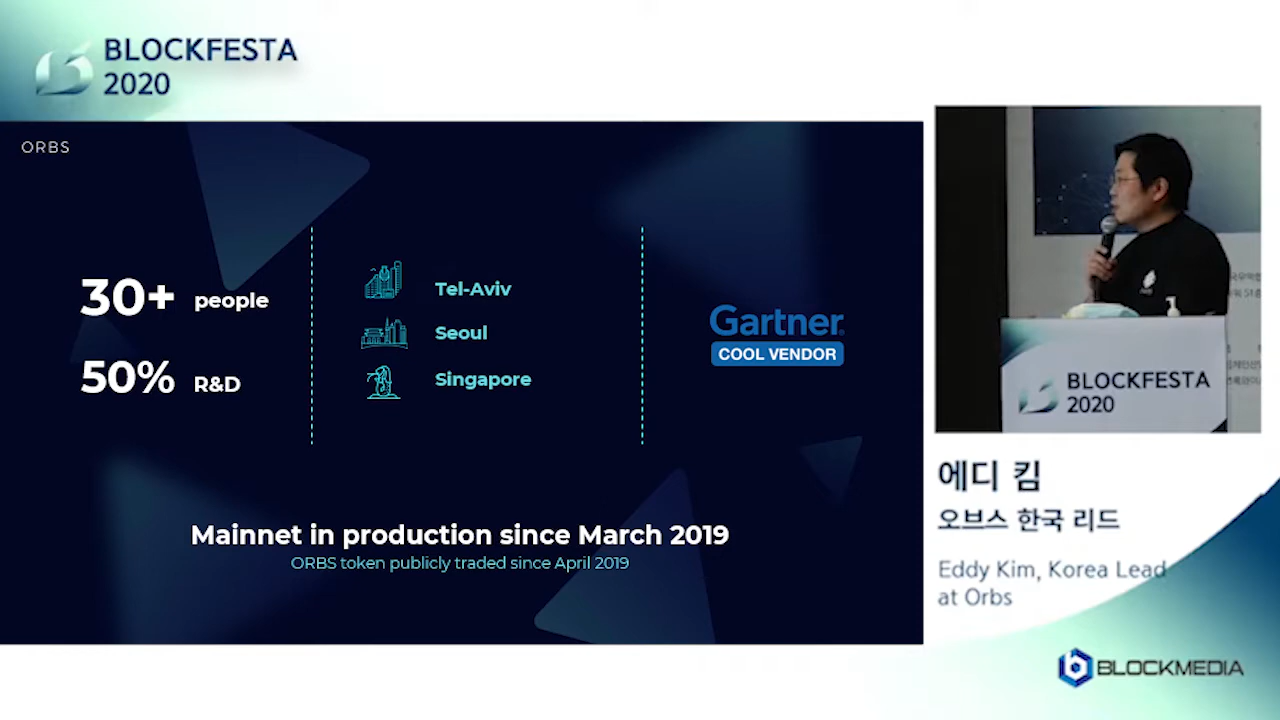 BLOCKFESTA
2020
ORBS
30+ people
50% R&D
Tel-Aviv
Seoul
Singapore
Gartner
COOL VENDOR
Mainnet in production since March 2019
ORBS token publicly traded since April 2019
BLOCKFESTA
2020
에디 킴
오브스 한국 리드
Eddy Kim, Korea Lead
at Orbs
BLOCKMEDIA